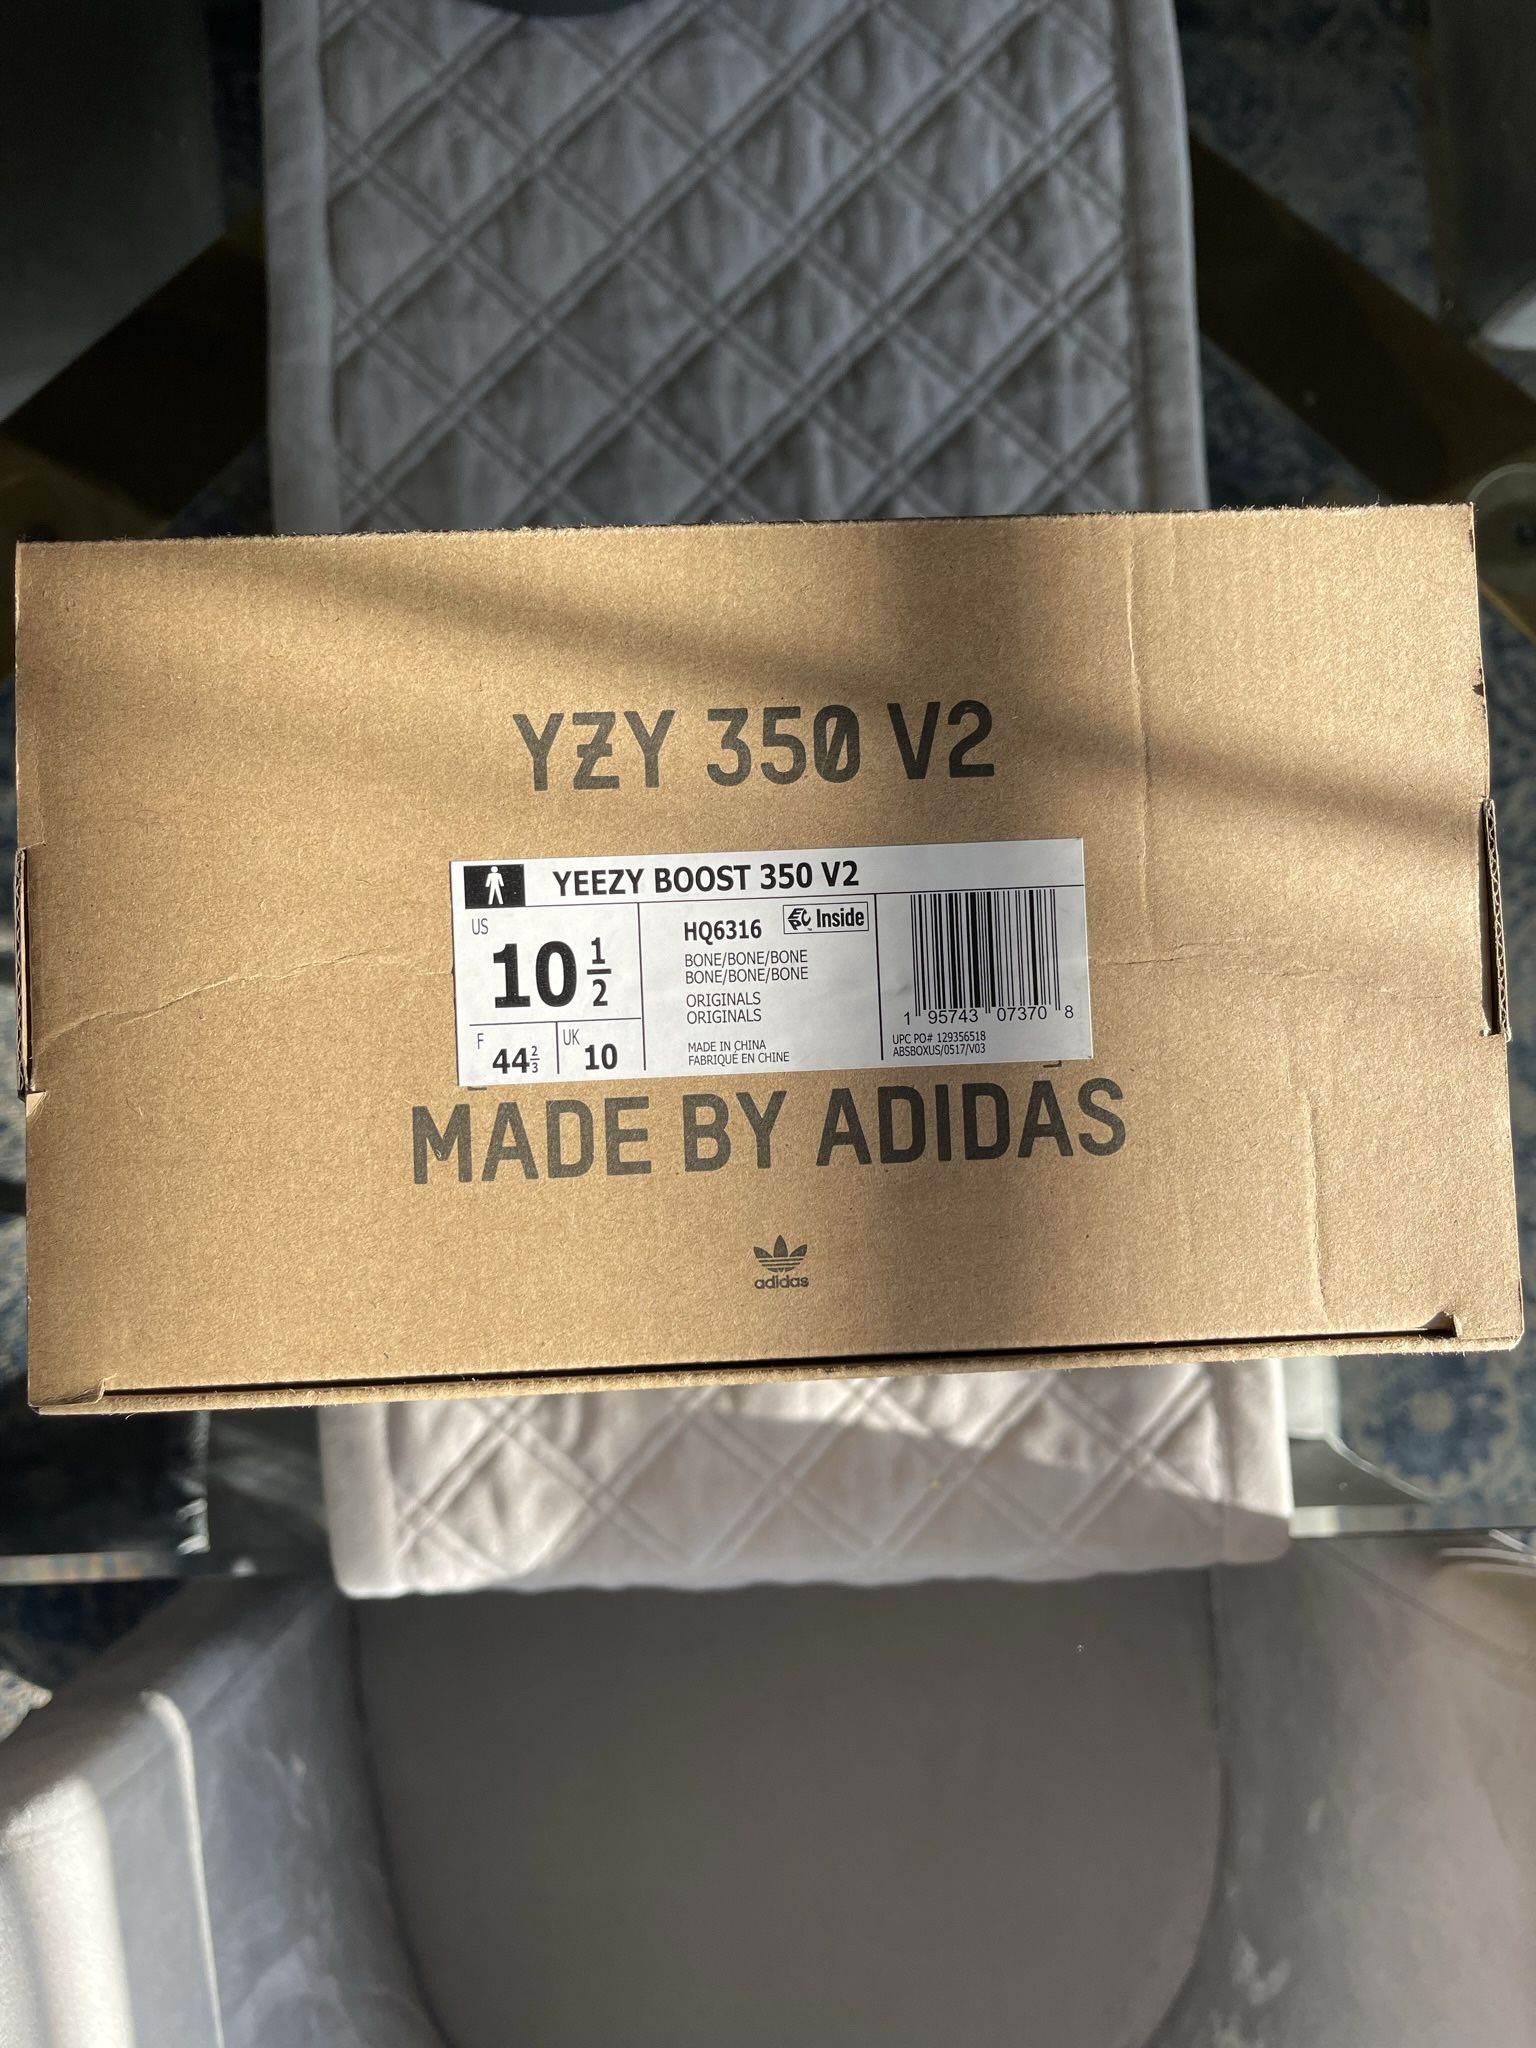 YZY 350 V2
YEEZY BOOST 350 V2
US
10 1/2
F
44 2/3
UK
10
HQ6316
EPC Inside
™
BONE/BONE/BONE
BONE/BONE/BONE
ORIGINALS
ORIGINALS
MADE IN CHINA
FABRIQUÉ EN CHINE
1 95743 07370 8
UPC PO# 129356518
ABSBOXUS/0517/V03
MADE BY ADIDAS
adidas